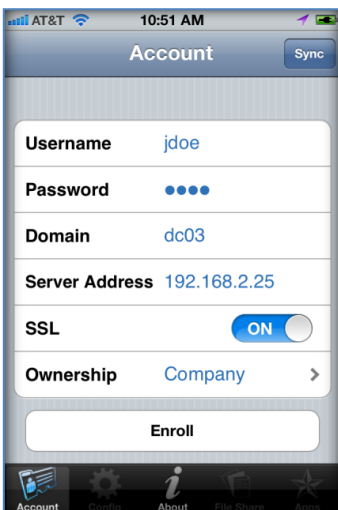 AT&T 10:51 AM
Account Sync
Username jdoe
Password ●●●●
Domain dc03
Server Address 192.168.2.25
SSL ON
Ownership Company
Enroll
Account Config About File Share Apps